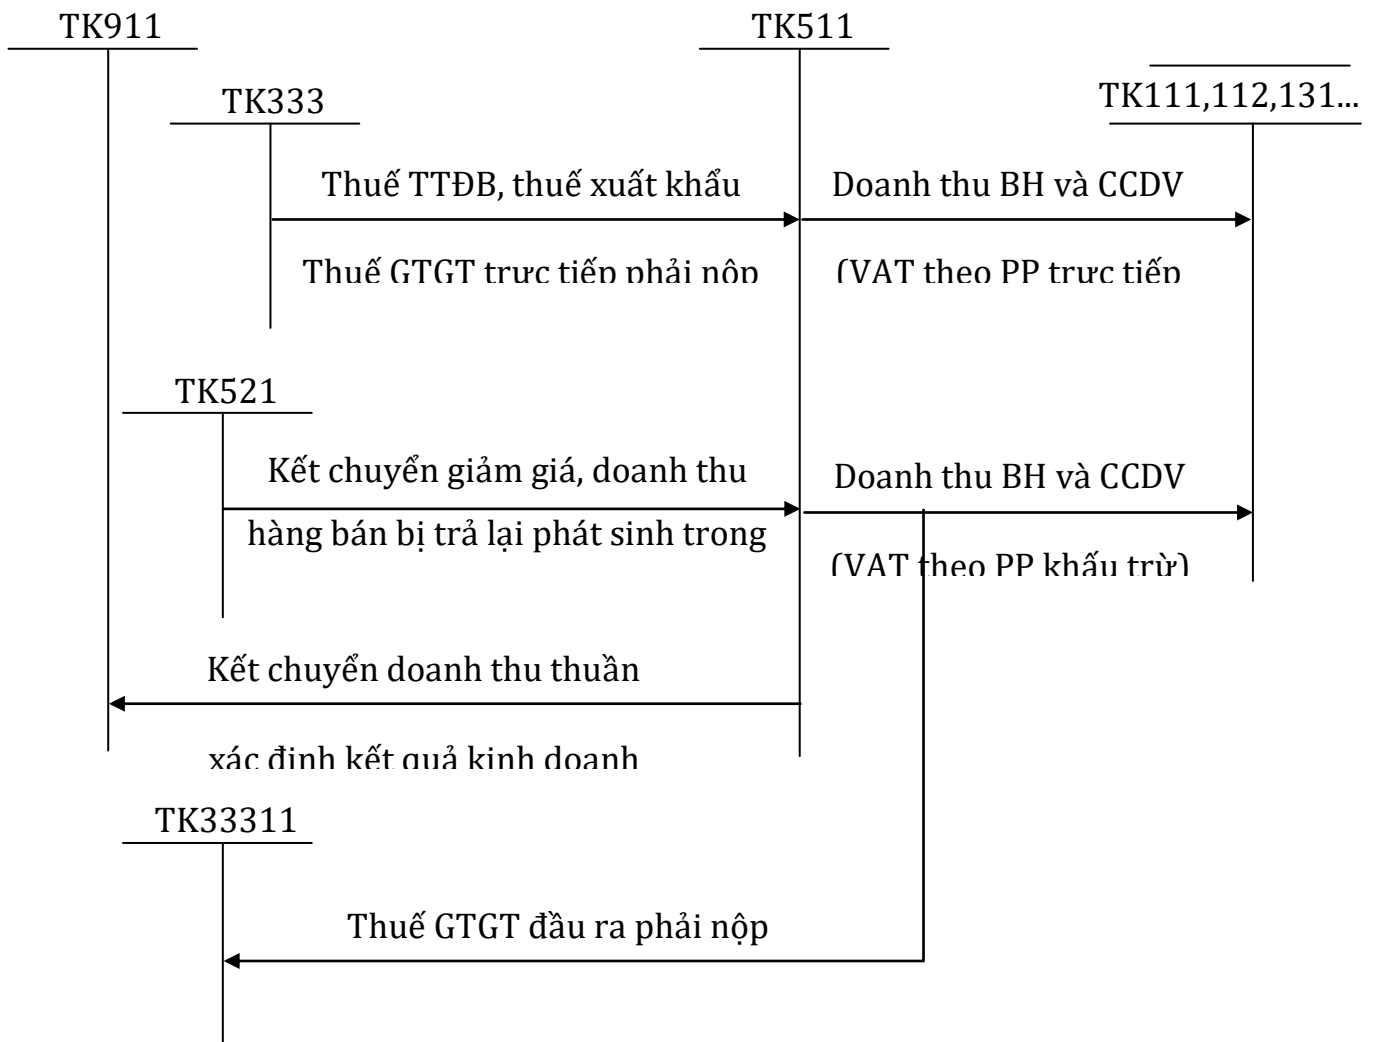 TK911
TK511
TK333
TK111,112,131...
Thuế TTĐB, thuế xuất khẩu
Doanh thu BH và CCDV
Thuế GTGT trực tiếp phải nộp
(VAT theo PP trực tiếp
TK521
Kết chuyển giảm giá, doanh thu
Doanh thu BH và CCDV
hàng bán bị trả lại phát sinh trong
(VAT theo PP khấu trừ)
Kết chuyển doanh thu thuần
xác định kết quả kinh doanh
TK33311
Thuế GTGT đầu ra phải nộp